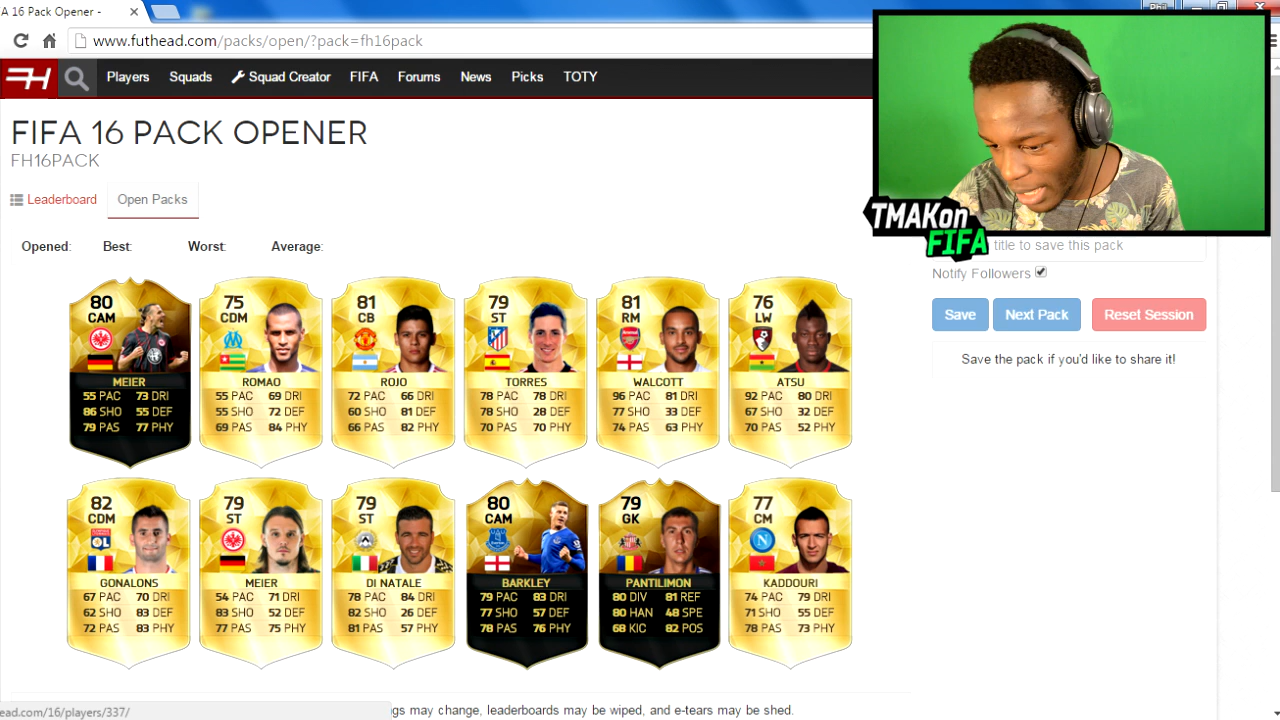 A 16 Pack Opener -
Phil
www.futhead.com/packs/open/?pack=fh16pack
FH
Players Squads Squad Creator FIFA Forums News Picks TOTY
FIFA 16 PACK OPENER
FH16PACK
Leaderboard Open Packs
Opened: Best: Worst: Average:
TMAKon
FIFA
title to save this pack
Notify Followers
Save Next Pack Reset Session
Save the pack if you'd like to share it!
80
CAM
MEIER
55 PAC 73 DRI
86 SHO 55 DEF
79 PAS 77 PHY
75
CDM
ROMAO
55 PAC 69 DRI
55 SHO 72 DEF
69 PAS 84 PHY
81
CB
ROJO
72 PAC 66 DRI
60 SHO 81 DEF
66 PAS 82 PHY
79
ST
TORRES
78 PAC 78 DRI
78 SHO 28 DEF
70 PAS 70 PHY
81
RM
WALCOTT
96 PAC 81 DRI
77 SHO 33 DEF
74 PAS 63 PHY
76
LW
ATSU
92 PAC 80 DRI
67 SHO 32 DEF
70 PAS 52 PHY
82
CDM
GONALONS
67 PAC 70 DRI
62 SHO 83 DEF
72 PAS 83 PHY
79
ST
MEIER
54 PAC 71 DRI
83 SHO 52 DEF
77 PAS 75 PHY
79
ST
DI NATALE
78 PAC 84 DRI
82 SHO 26 DEF
81 PAS 57 PHY
80
CAM
BARKLEY
79 PAC 83 DRI
77 SHO 57 DEF
78 PAS 76 PHY
79
GK
PANTILIMON
80 DIV 81 REF
80 HAN 48 SPE
68 KIC 82 POS
77
CM
KADDOURI
74 PAC 79 DRI
71 SHO 55 DEF
78 PAS 73 PHY
ead.com/16/players/337/
gs may change, leaderboards may be wiped, and e-tears may be shed.